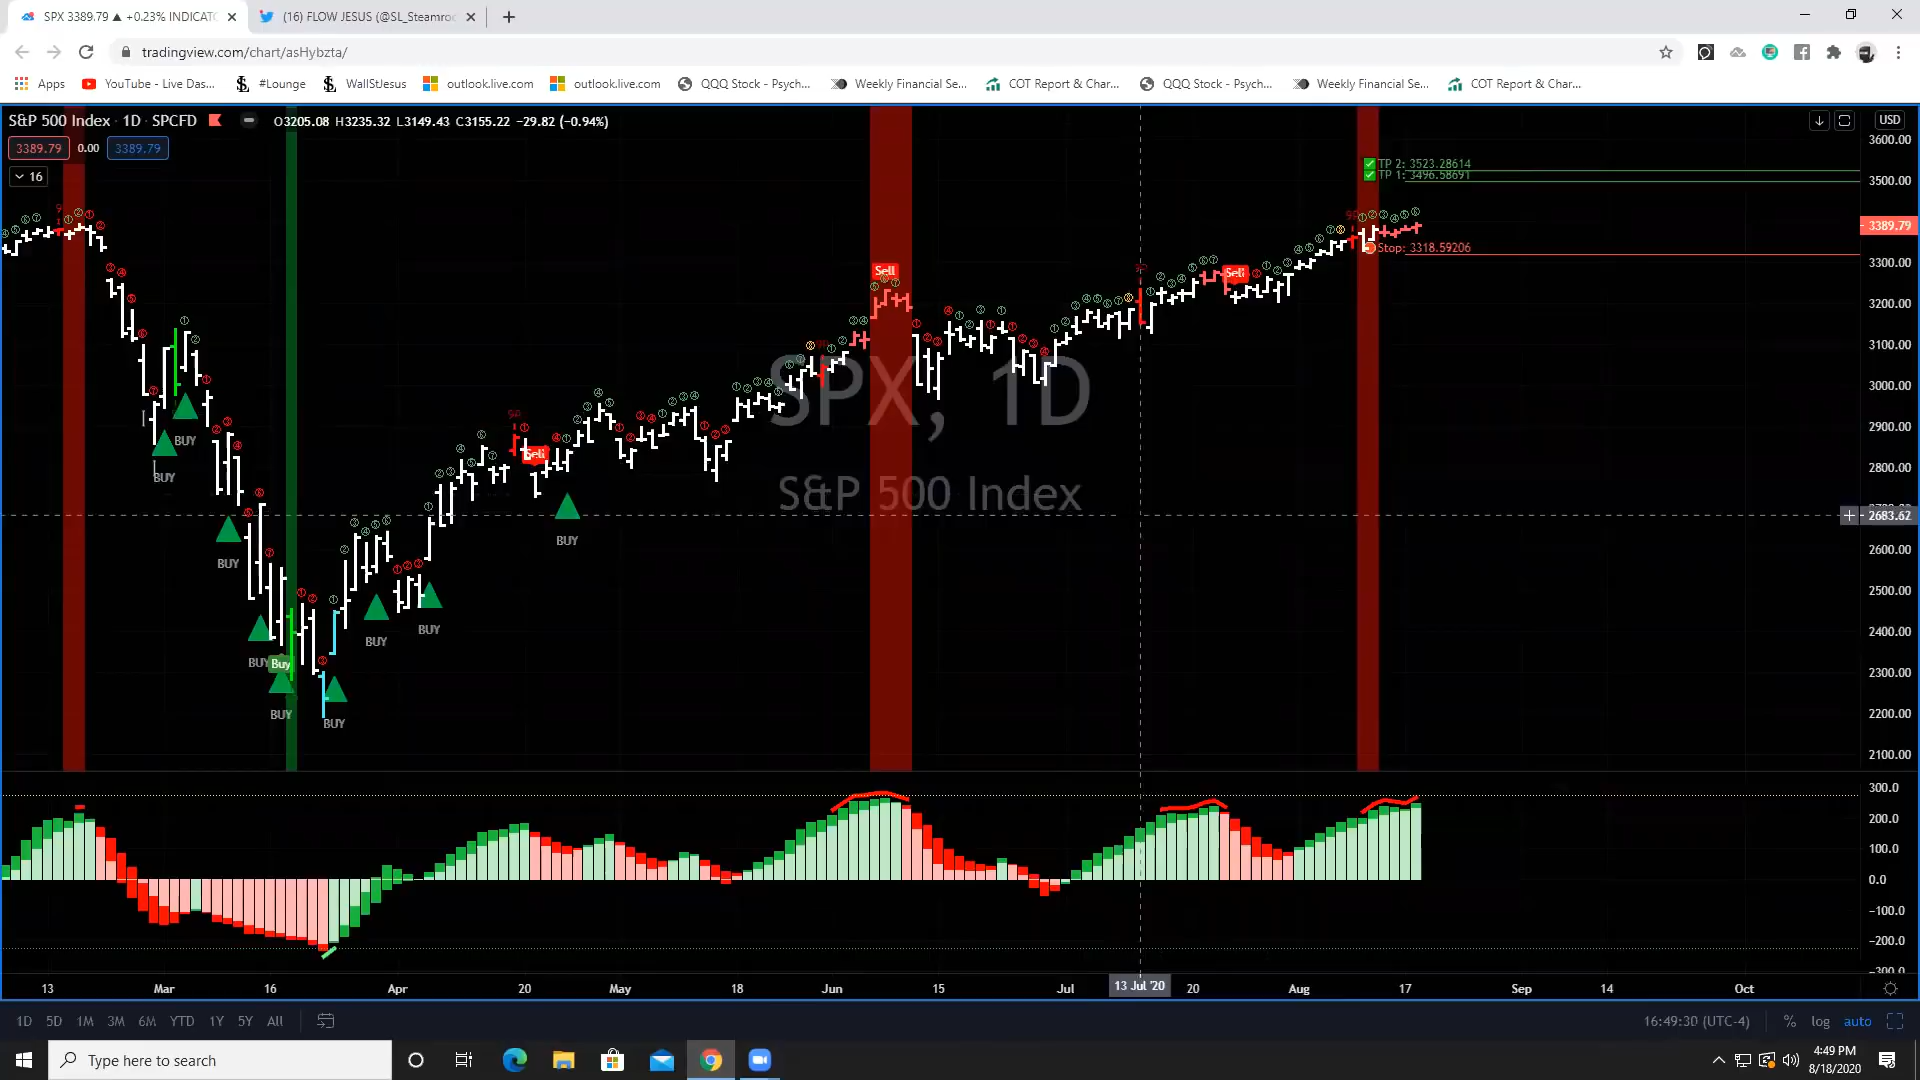 SPX 3389.79 ▲ +0.23% INDICATO
(16) FLOW JESUS (@SL_Steamro
tradingview.com/chart/asHybzta/
Apps
YouTube - Live Das...
#Lounge
WallStJesus
outlook.live.com
outlook.live.com
QQQ Stock - Psych...
Weekly Financial Se...
COT Report & Char...
QQQ Stock - Psych...
Weekly Financial Se...
COT Report & Char...
S&P 500 Index · 1D · SPCFD
O3205.08 H3235.32 L3149.43 C3155.22 −29.82 (−0.94%)
USD
3389.79 0.00 3389.79
16
3600.00
TP 2: 3523.28614
TP 1: 3496.58691
3500.00
3389.79
Stop: 3318.59206
3300.00
Sell
Sell
3200.00
3100.00
SPX, 1D
3000.00
2900.00
BUY
Sell
2800.00
BUY
S&P 500 Index
2683.62
BUY
2600.00
BUY
2500.00
BUY
BUY
2400.00
BUY
Buy
2300.00
BUY
BUY
2200.00
2100.00
300.0
200.0
100.0
0.0
−100.0
−200.0
−300.0
13 Mar 16 Apr 20 May 18 Jun 15 Jul 13 Jul '20 20 Aug 17 Sep 14 Oct
1D 5D 1M 3M 6M YTD 1Y 5Y All
16:49:30 (UTC-4) % log auto
Type here to search
4:49 PM
8/18/2020